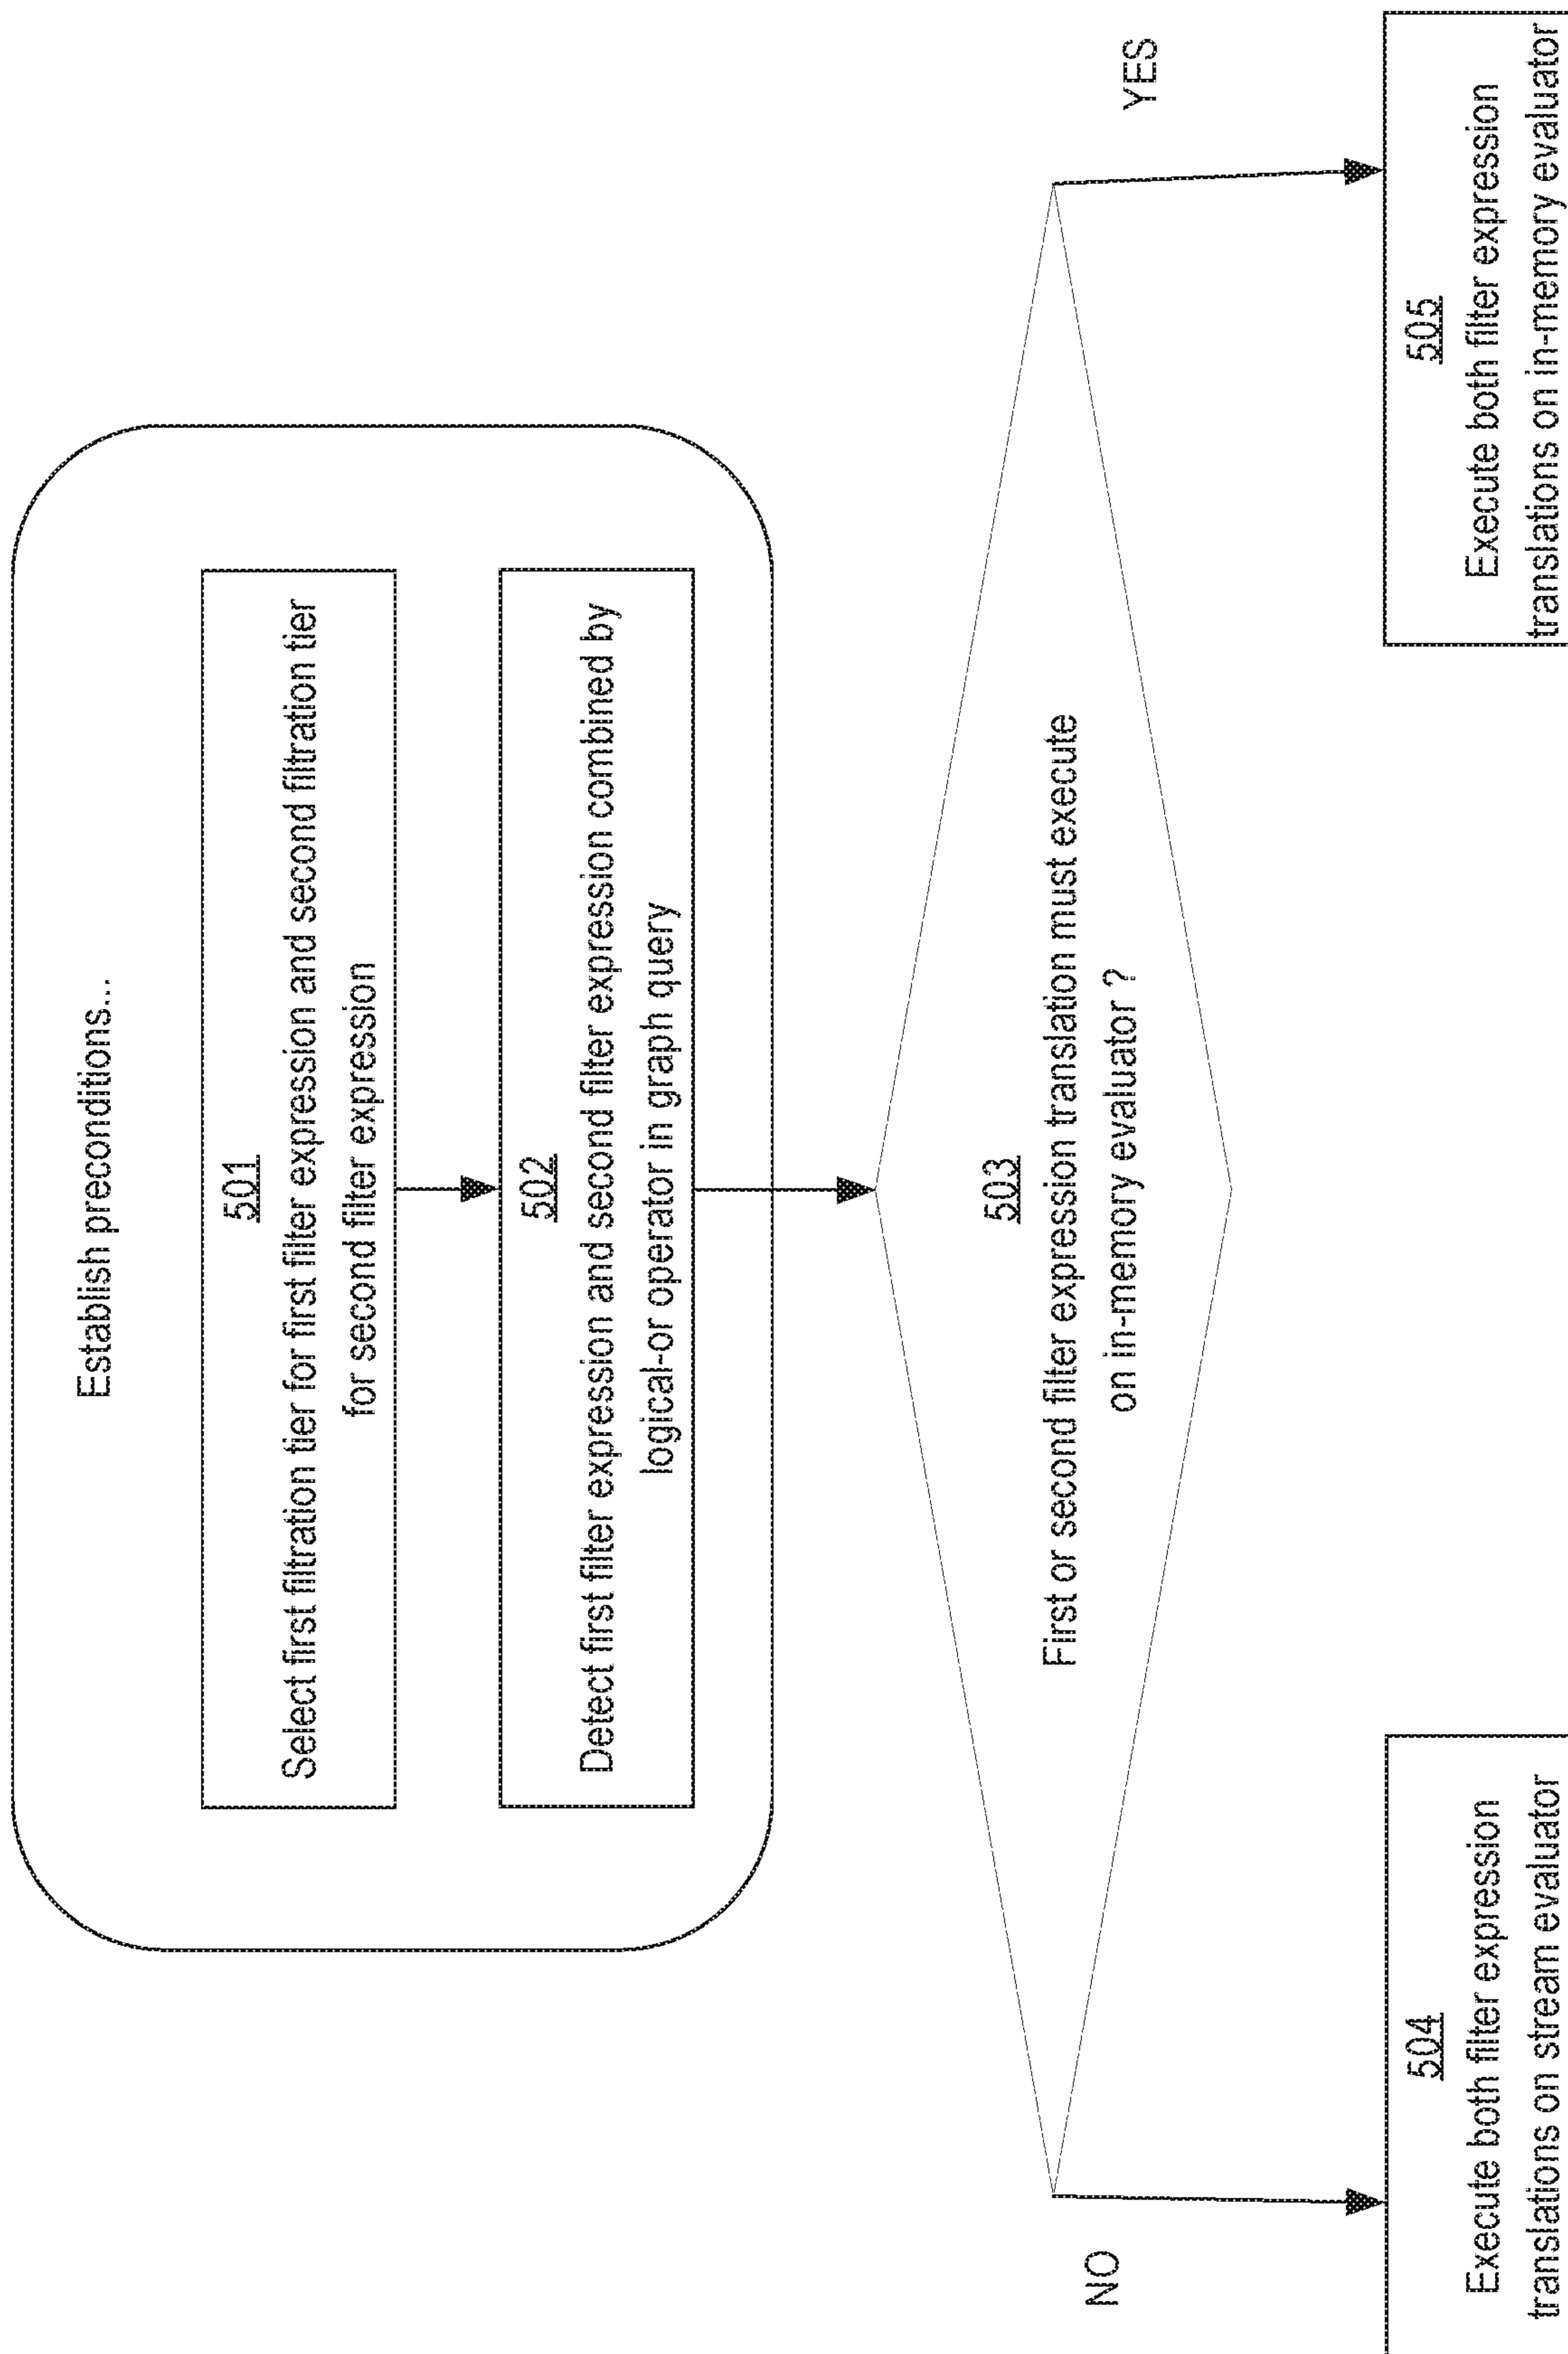 Establish preconditions...
501
Select first filtration tier for first filter expression and second filtration tier
for second filter expression
502
Detect first filter expression and second filter expression combined by
logical-or operator in graph query
503
First or second filter expression translation must execute
on in-memory evaluator ?
NO
YES
504
Execute both filter expression
translations on stream evaluator
505
Execute both filter expression
translations on in-memory evaluator